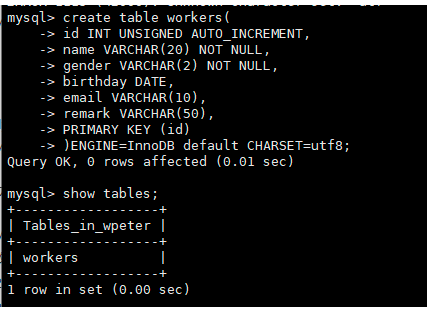 mysql> create table workers(
-> id INT UNSIGNED AUTO_INCREMENT,
-> name VARCHAR(20) NOT NULL,
-> gender VARCHAR(2) NOT NULL,
-> birthday DATE,
-> email VARCHAR(10),
-> remark VARCHAR(50),
-> PRIMARY KEY (id)
-> )ENGINE=InnoDB default CHARSET=utf8;
Query OK, 0 rows affected (0.01 sec)

mysql> show tables;
+------------------+
| Tables_in_wpeter |
+------------------+
| workers          |
+------------------+
1 row in set (0.00 sec)